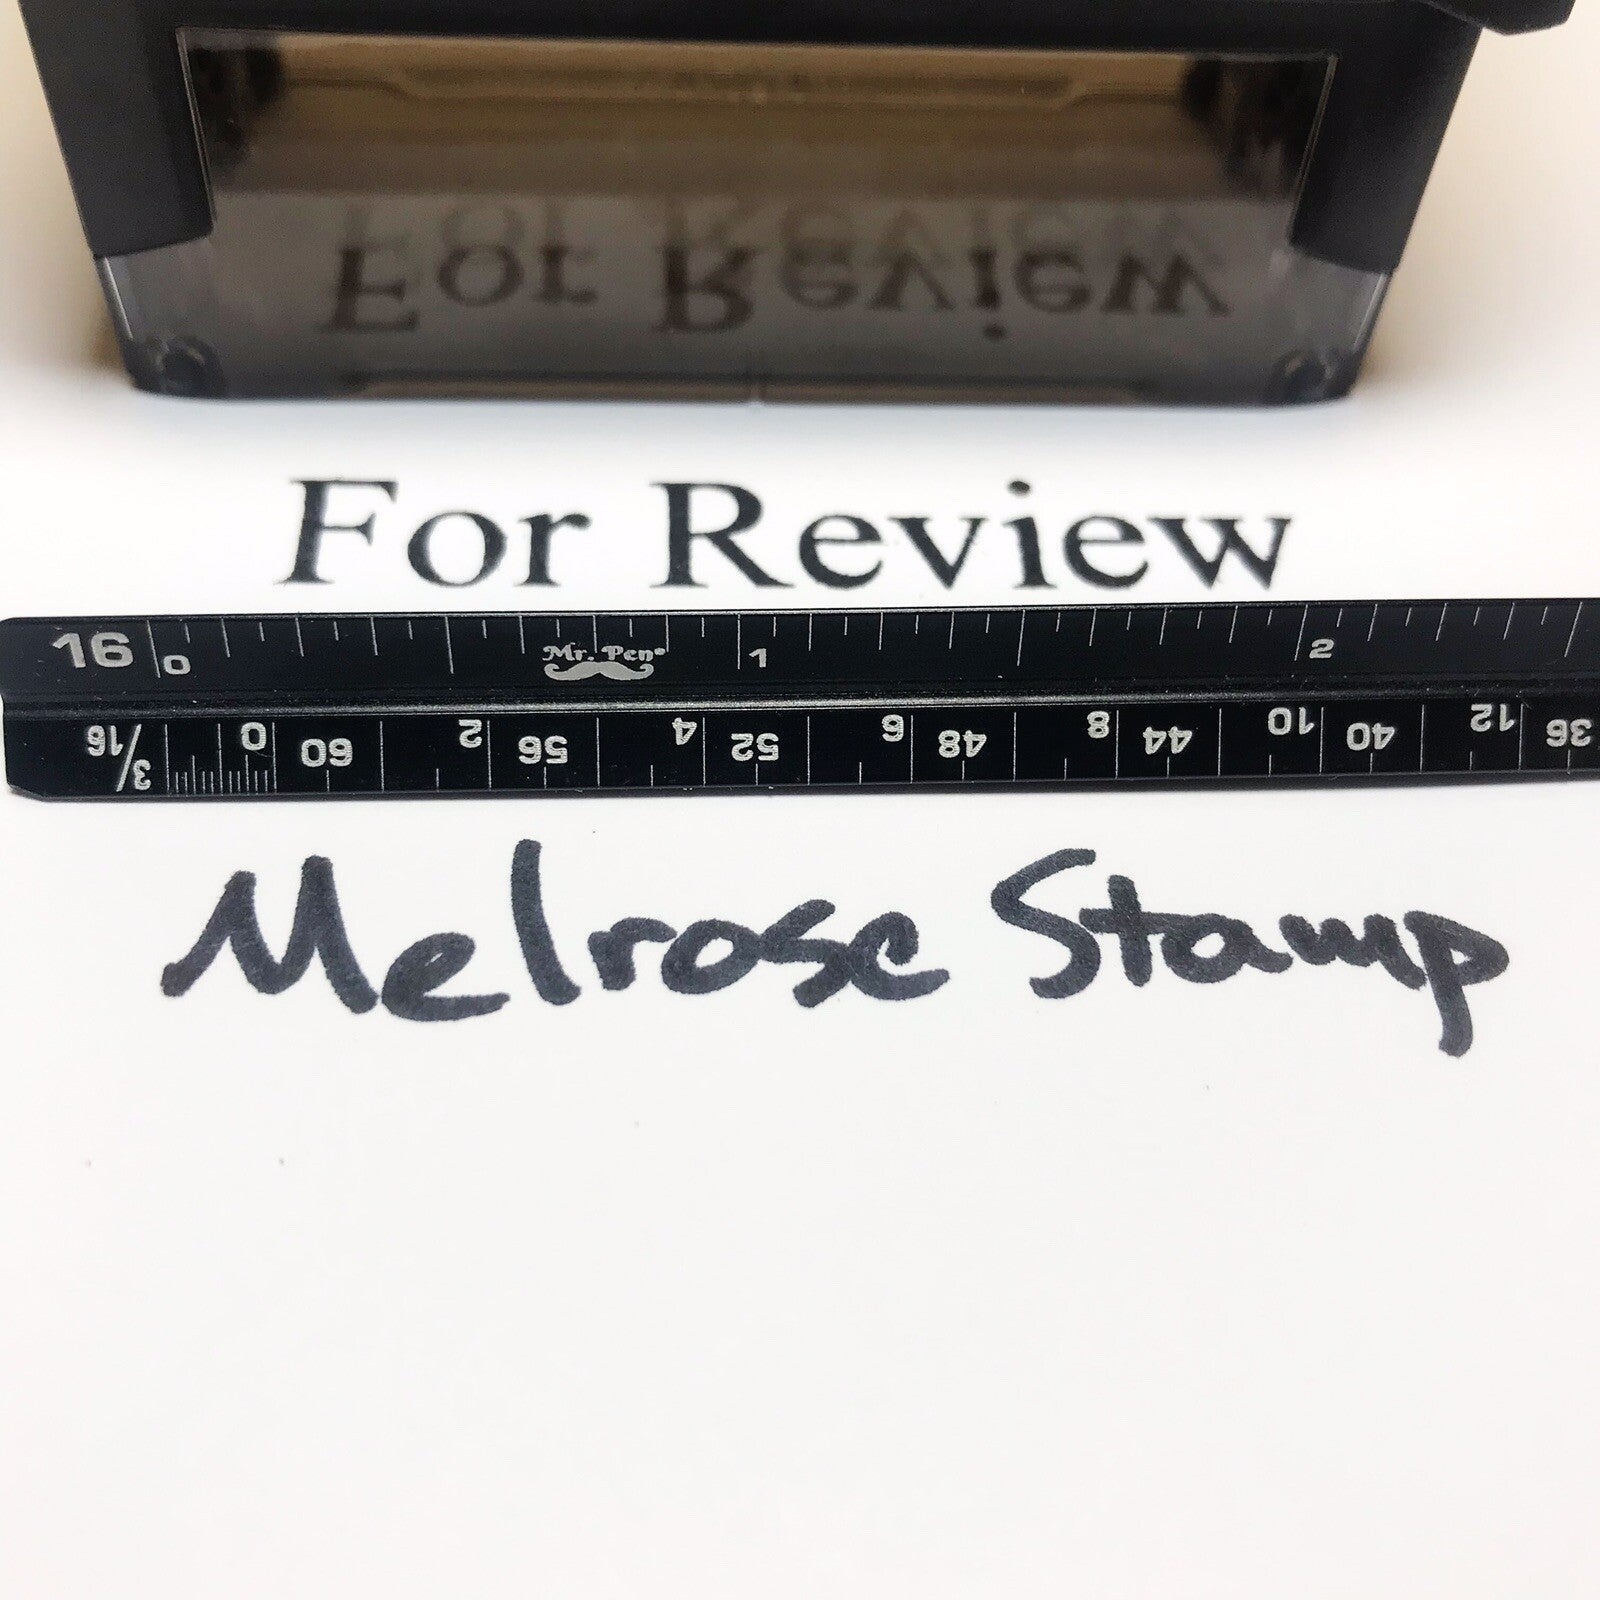 For Review
For Review
16 0 Mr. Pen® 1 2
3/16 0 60 2 56 4 52 6 48 8 44 10 40 12 36
Melrose Stamp